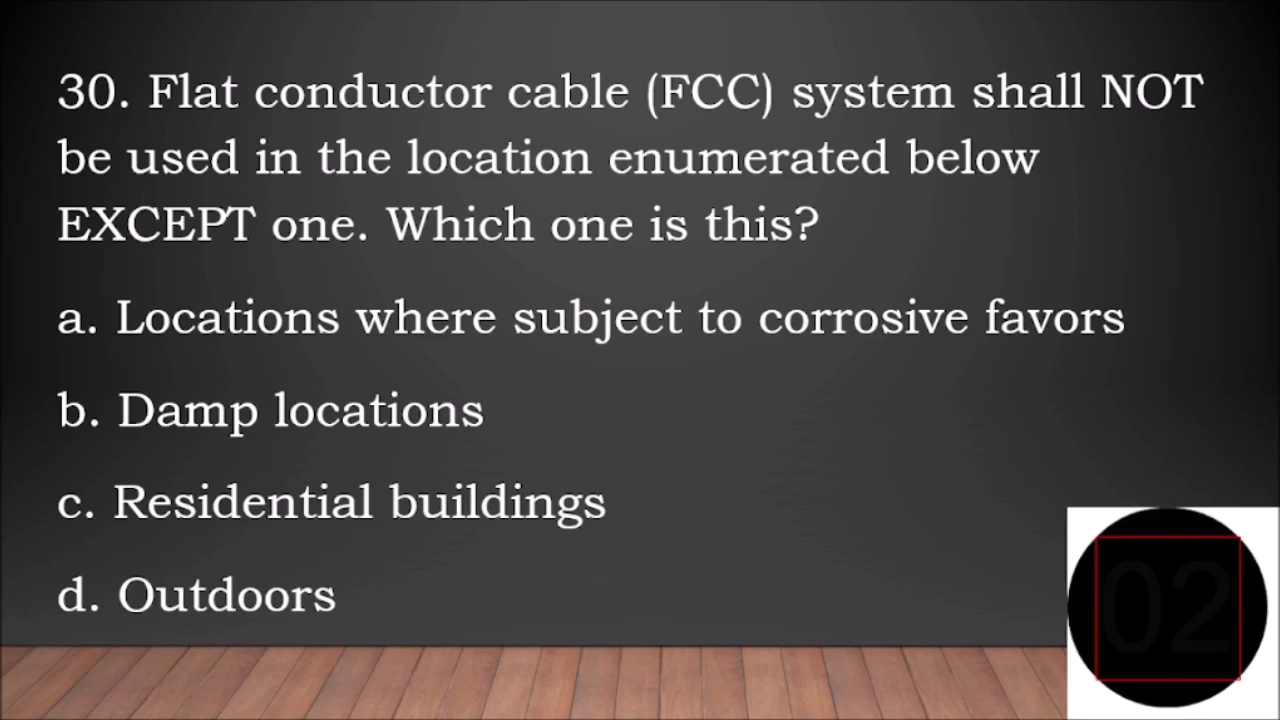 30. Flat conductor cable (FCC) system shall NOT
be used in the location enumerated below
EXCEPT one. Which one is this?
a. Locations where subject to corrosive favors
b. Damp locations
c. Residential buildings
d. Outdoors
02